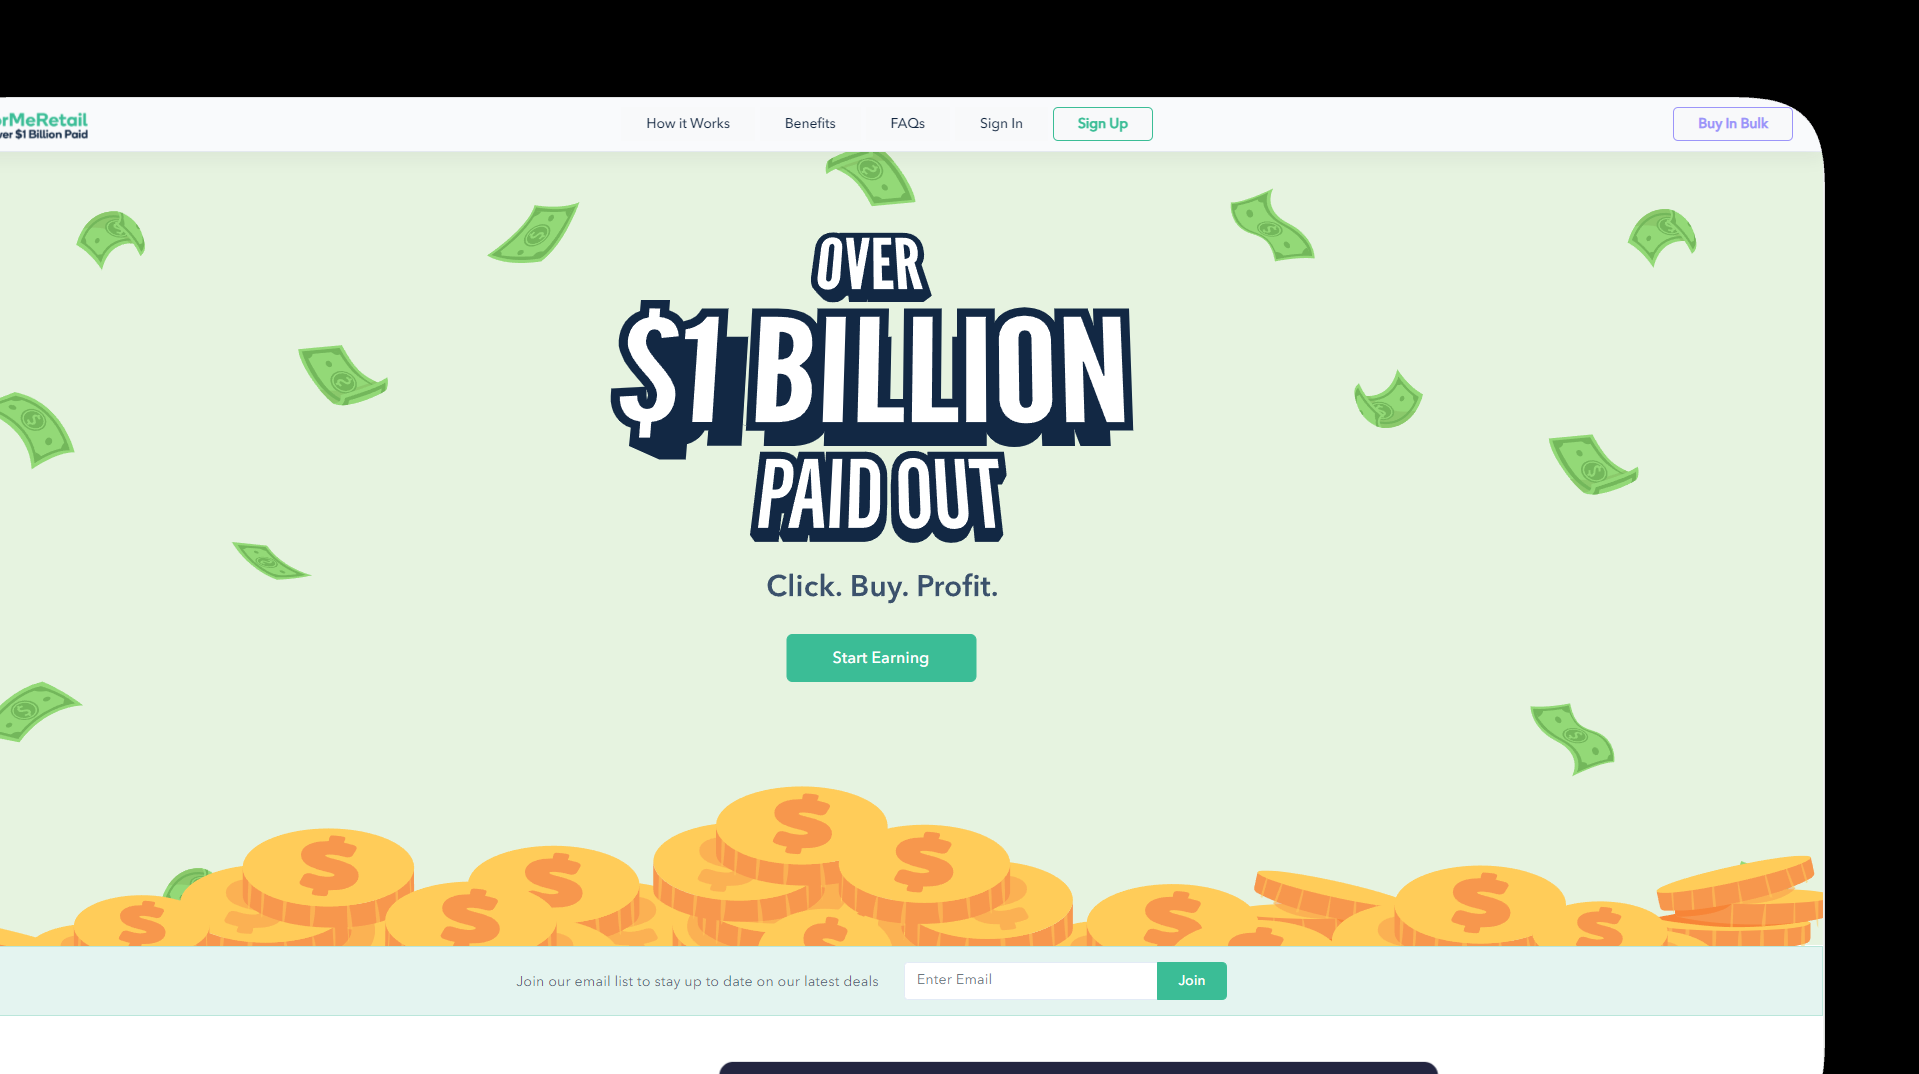 rMeRetail
er $1 Billion Paid
How it Works
Benefits
FAQs
Sign In
Sign Up
Buy In Bulk
OVER
$1 BILLION
PAID OUT
Click. Buy. Profit.
Start Earning
Join our email list to stay up to date on our latest deals
Enter Email
Join